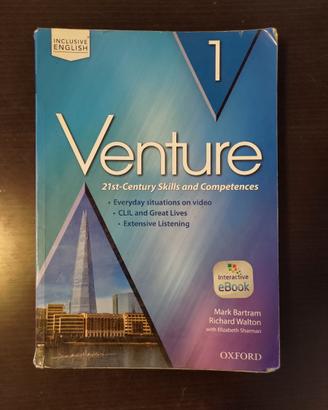 INCLUSIVE
ENGLISH
1
Venture
21st-Century Skills and Competences
• Everyday situations on video
• CLIL and Great Lives
• Extensive Listening
Interactive
eBook
Mark Bartram
Richard Walton
with Elizabeth Sharman
OXFORD